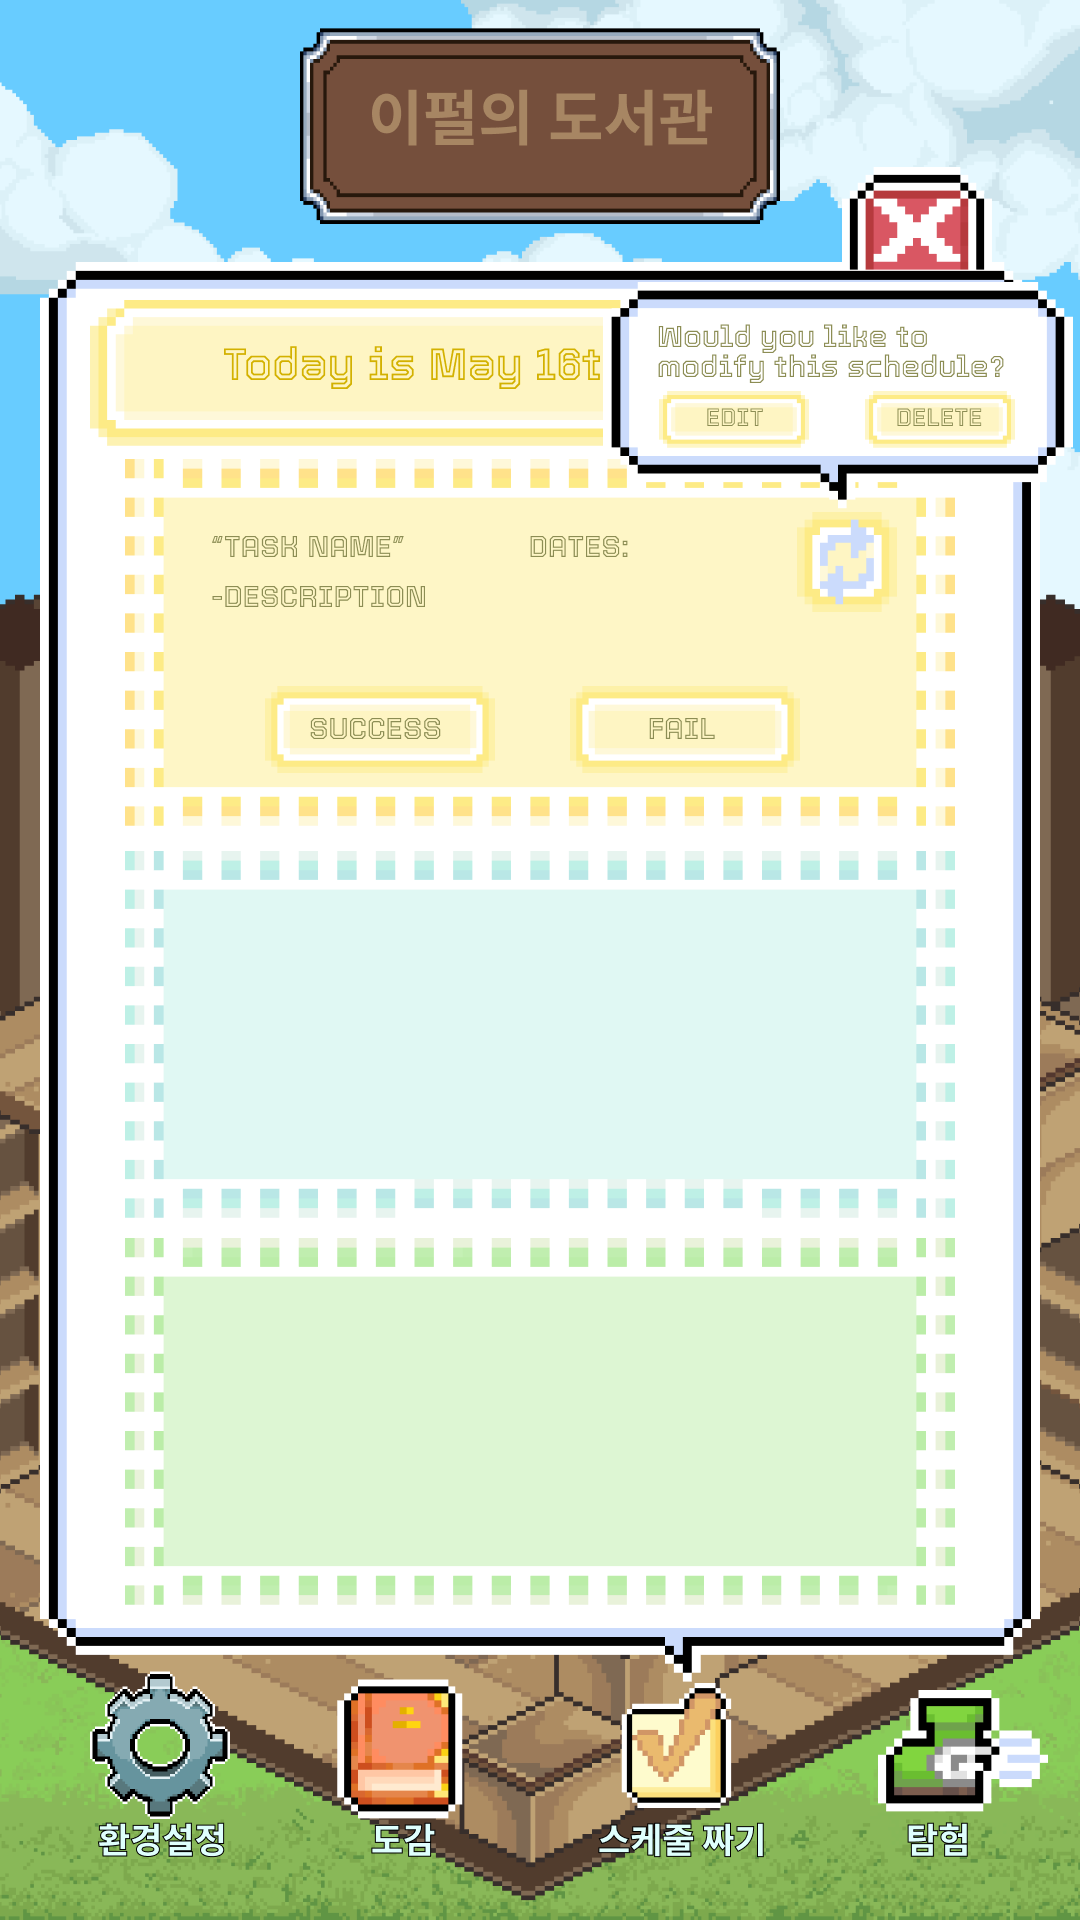 이펄의 도서관
Today is May 16t
Would you like to
modify this schedule?
EDIT
DELETE
"TASK NAME"
DATES:
-DESCRIPTION
SUCCESS
FAIL
환경설정
도감
스케줄 짜기
탐험